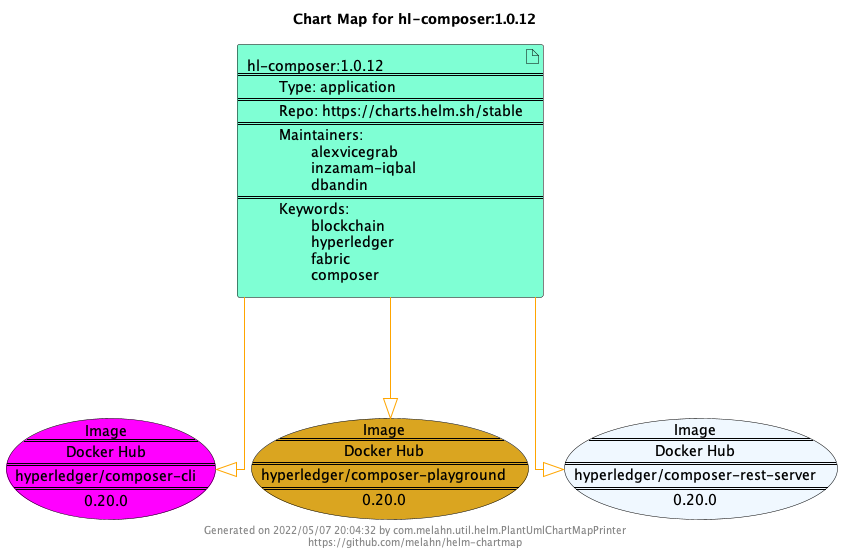 Chart Map for hl-composer:1.0.12
hl-composer:1.0.12
Type: application
Repo: https://charts.helm.sh/stable
Maintainers:
alexvicegrab
inzamam-iqbal
dbandin
Keywords:
blockchain
hyperledger
fabric
composer
Image
Docker Hub
hyperledger/composer-cli
0.20.0
Image
Docker Hub
hyperledger/composer-playground
0.20.0
Image
Docker Hub
hyperledger/composer-rest-server
0.20.0
Generated on 2022/05/07 20:04:32 by com.melahn.util.helm.PlantUmlChartMapPrinter
https://github.com/melahn/helm-chartmap